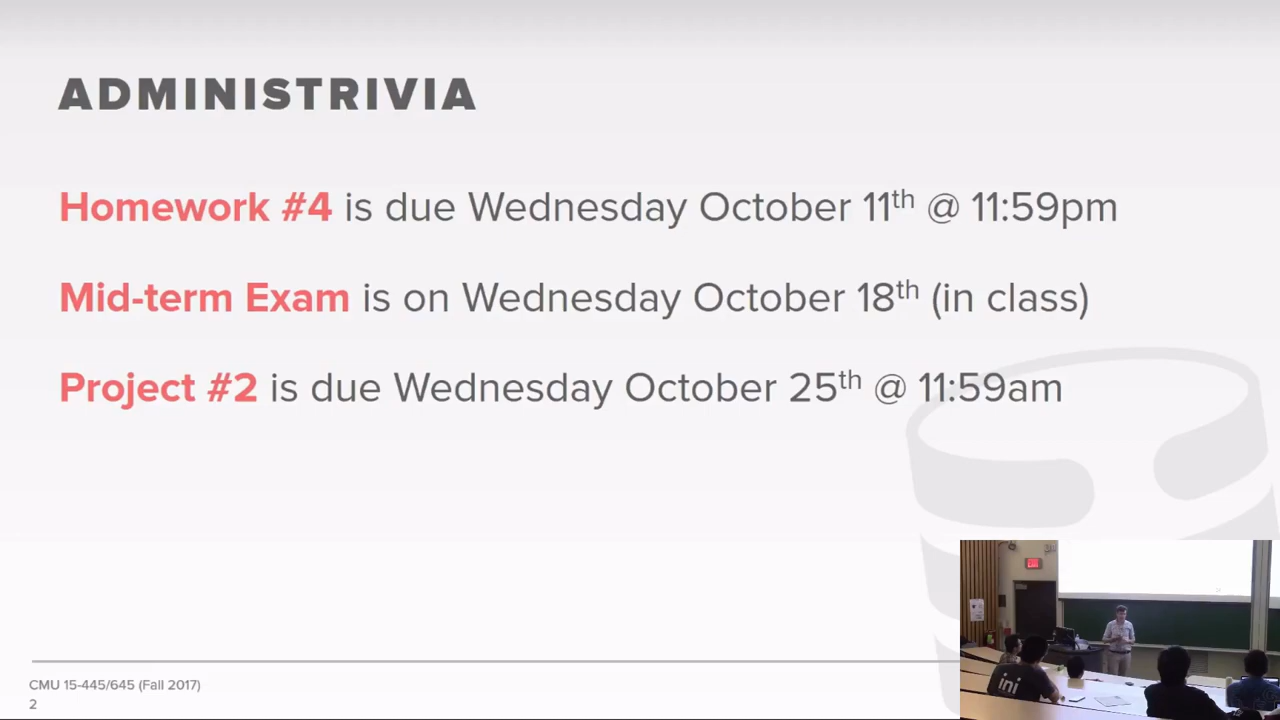 ADMINISTRIVIA
Homework #4 is due Wednesday October 11th @ 11:59pm
Mid-term Exam is on Wednesday October 18th (in class)
Project #2 is due Wednesday October 25th @ 11:59am
CMU 15-445/645 (Fall 2017)
2
ini